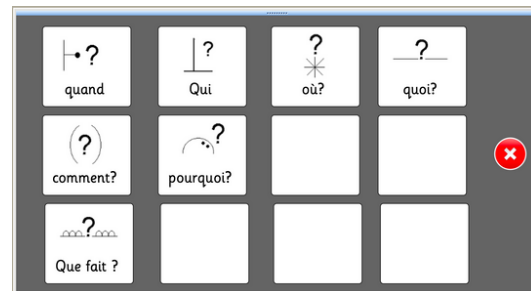 ?
quand
?
Qui
?
où?
?
quoi?
?
comment?
?
pourquoi?
?
Que fait ?